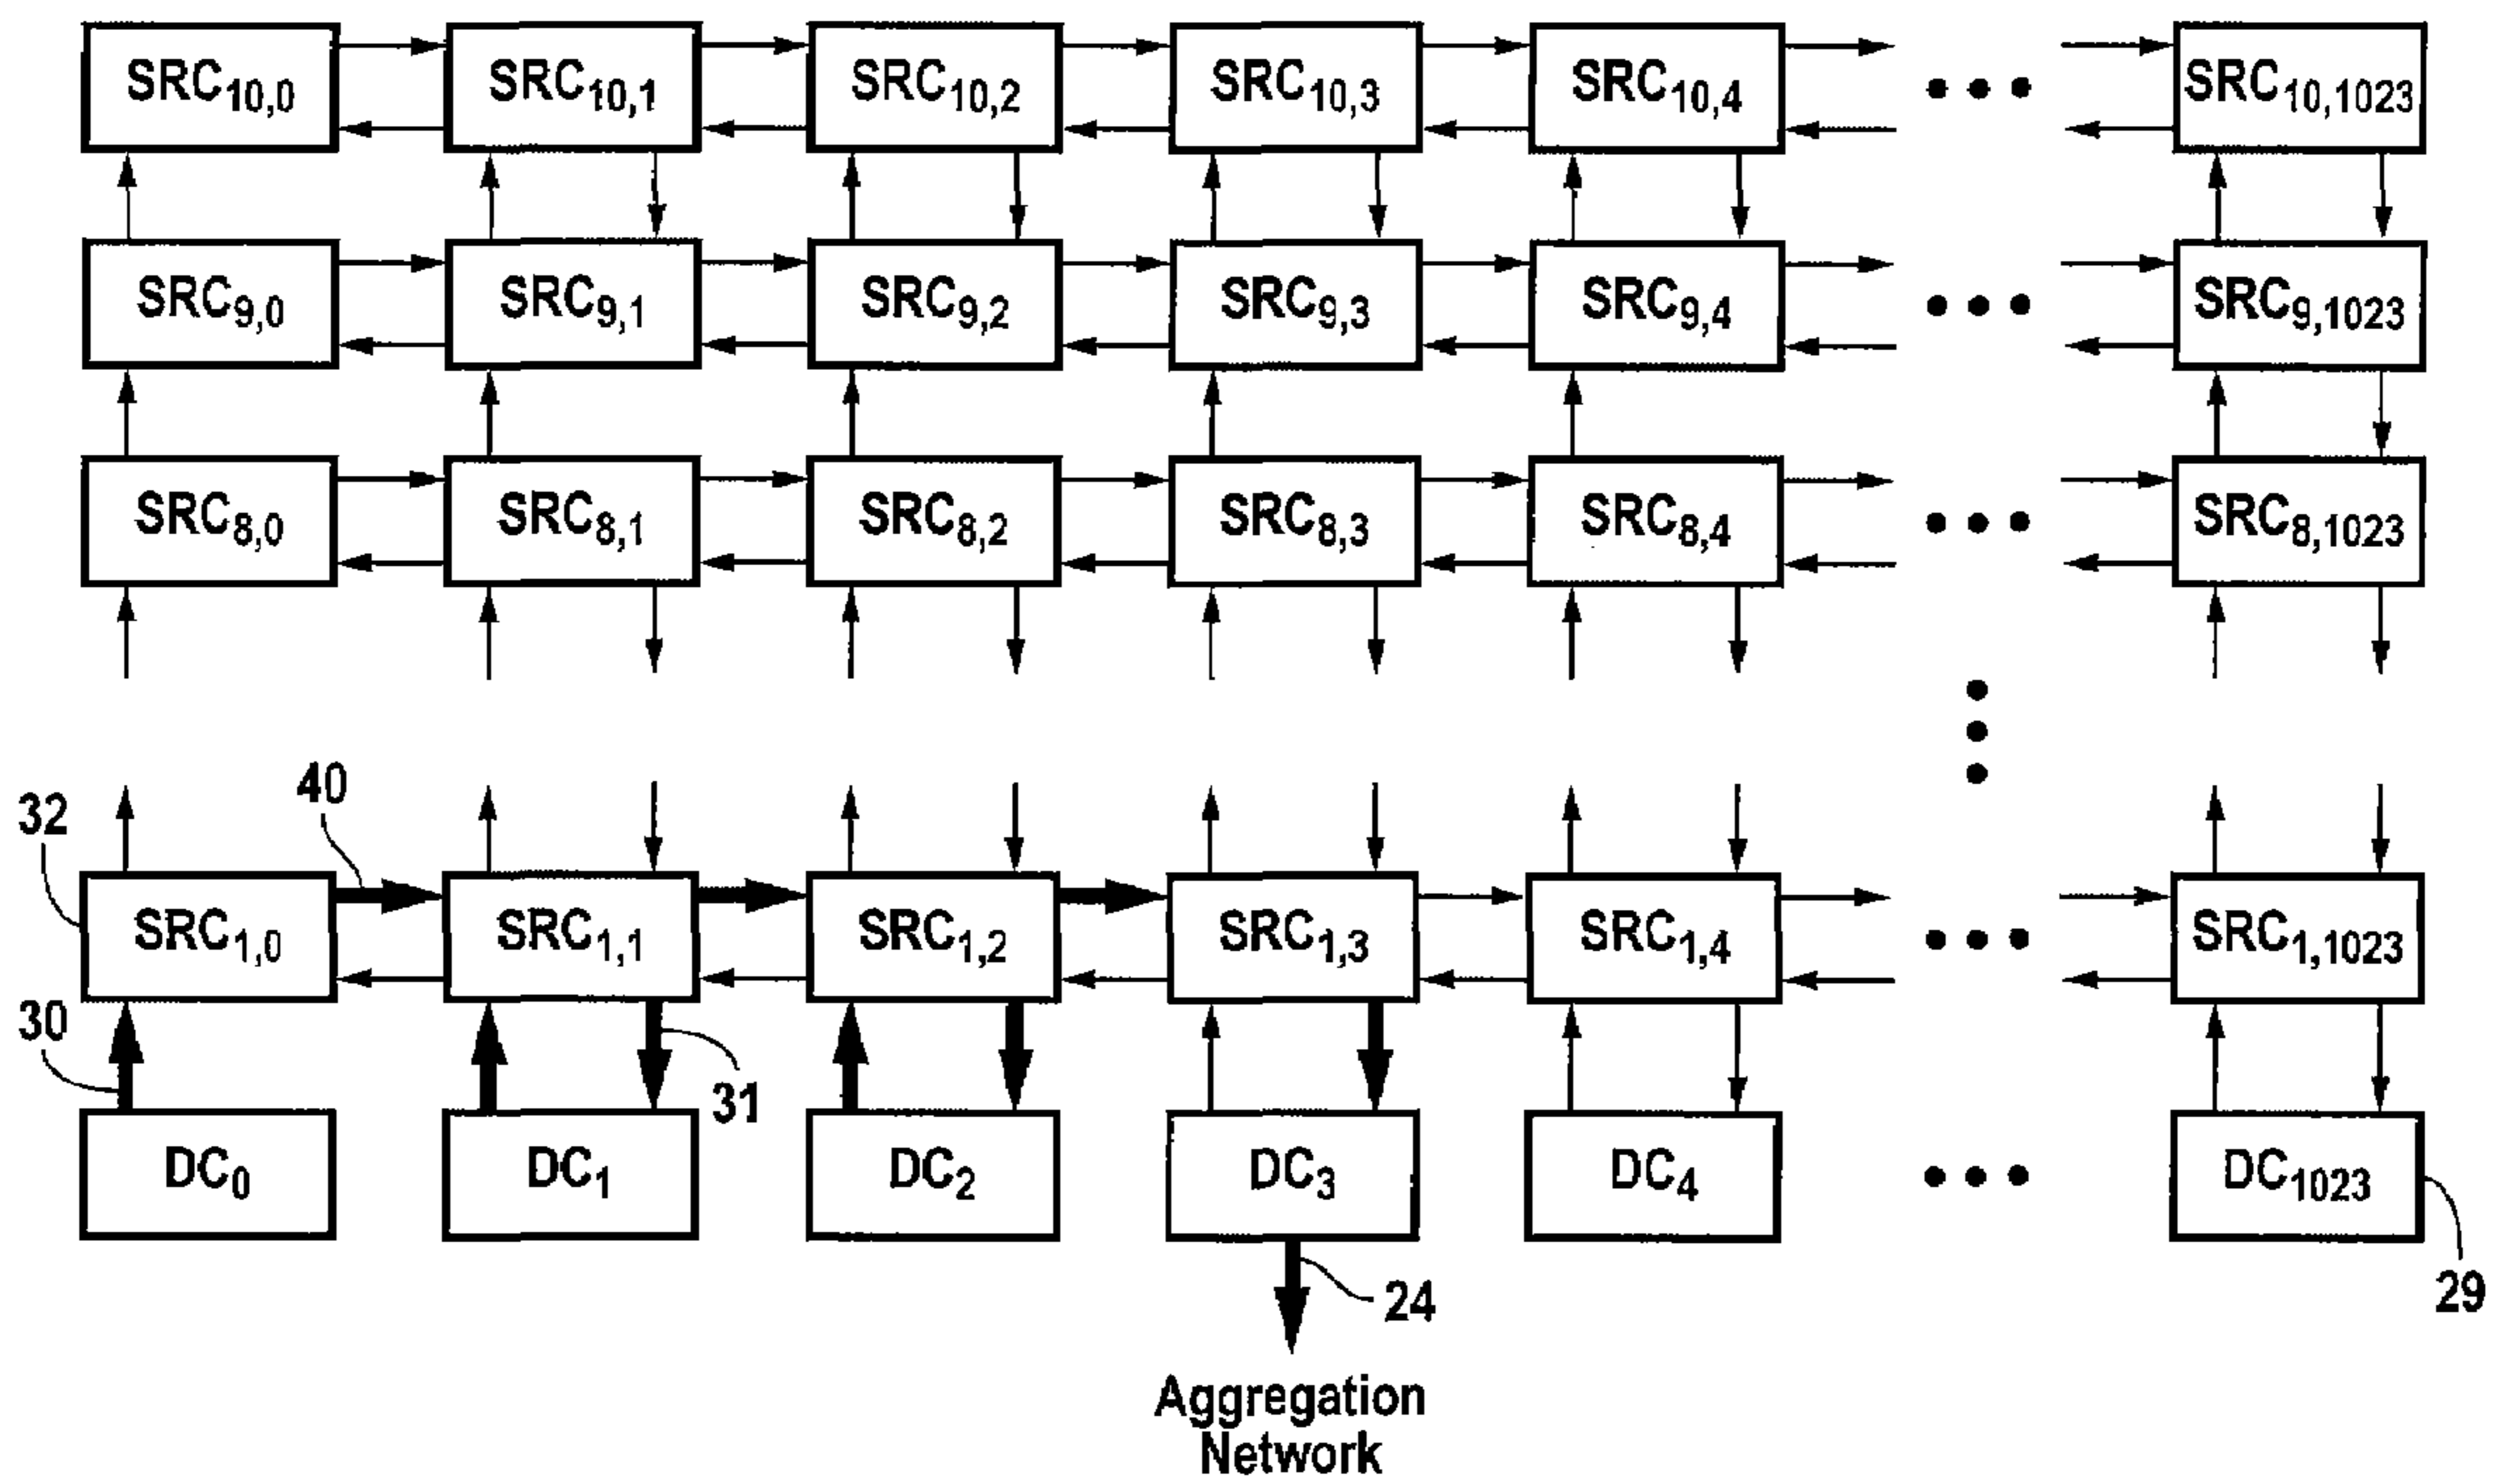 SRC10,0 SRC10,1 SRC10,2 SRC10,3 SRC10,4 SRC10,1023
SRC9,0 SRC9,1 SRC9,2 SRC9,3 SRC9,4 SRC9,1023
SRC8,0 SRC8,1 SRC8,2 SRC8,3 SRC8,4 SRC8,1023
32 40
SRC1,0 SRC1,1 SRC1,2 SRC1,3 SRC1,4 SRC1,1023
30 31
DC0 DC1 DC2 DC3 DC4 DC1023
24 29
Aggregation
Network